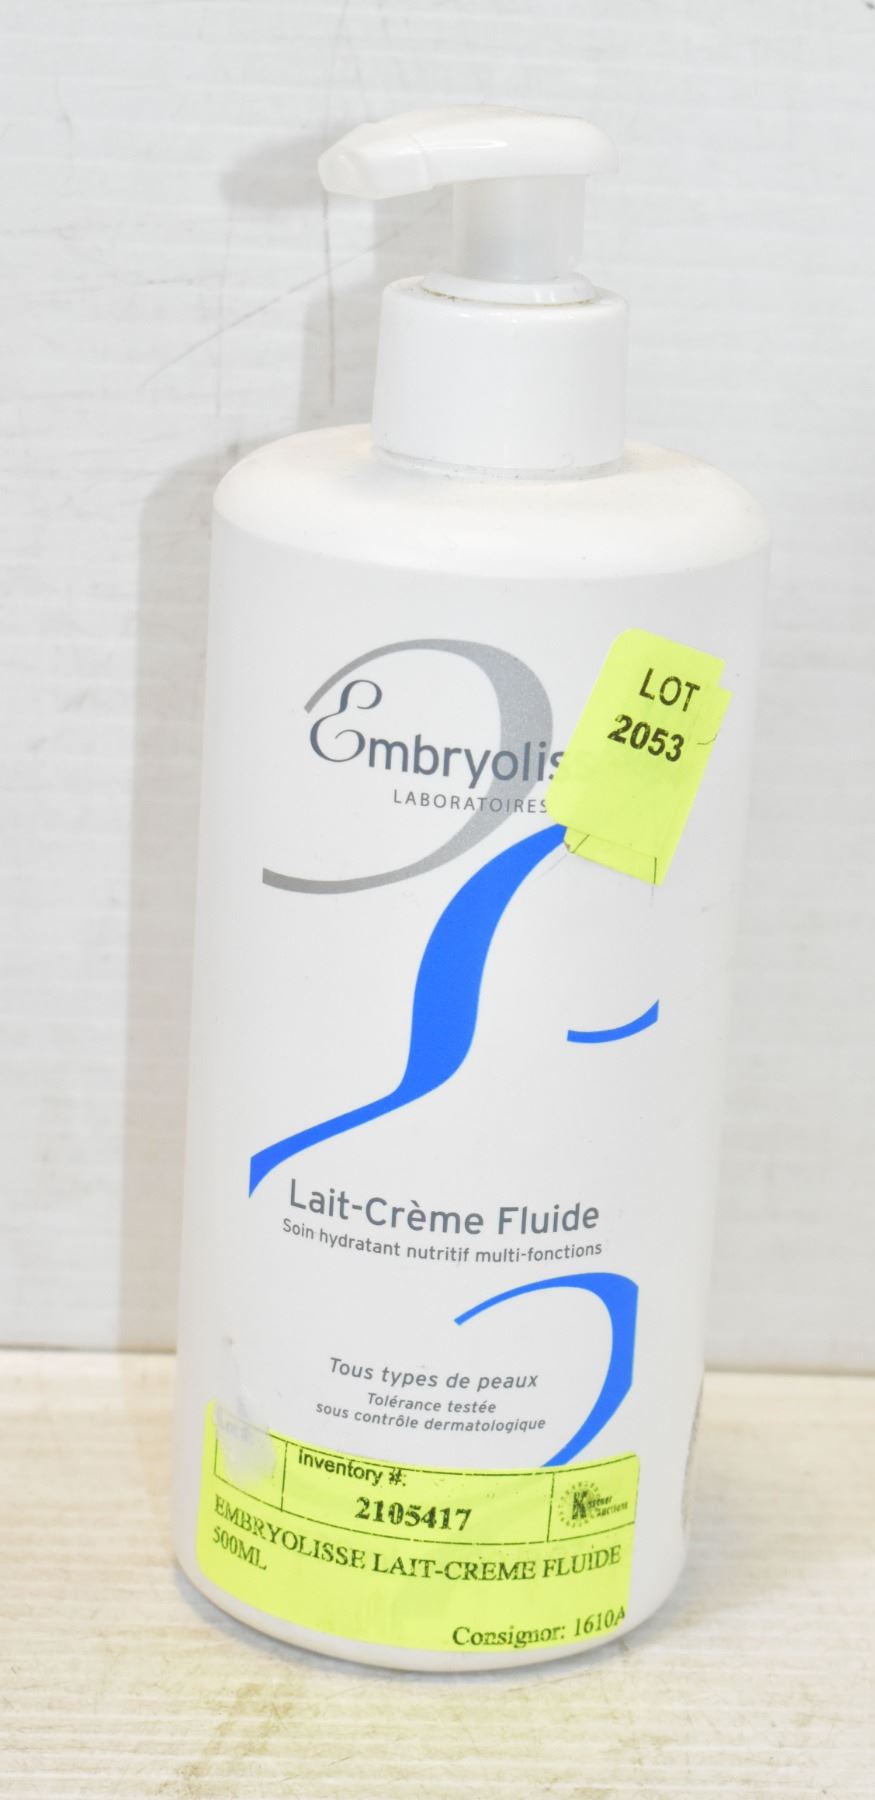 Embryolis
LABORATOIRES
LOT
2053
Lait-Crème Fluide
Soin hydratant nutritif multi-fonctions
Tous types de peaux
Tolérance testée
sous contrôle dermatologique
inventory #:
2105417
EMBRYOLISSE LAIT-CREME FLUIDE
500ML
Consignor: 1610A